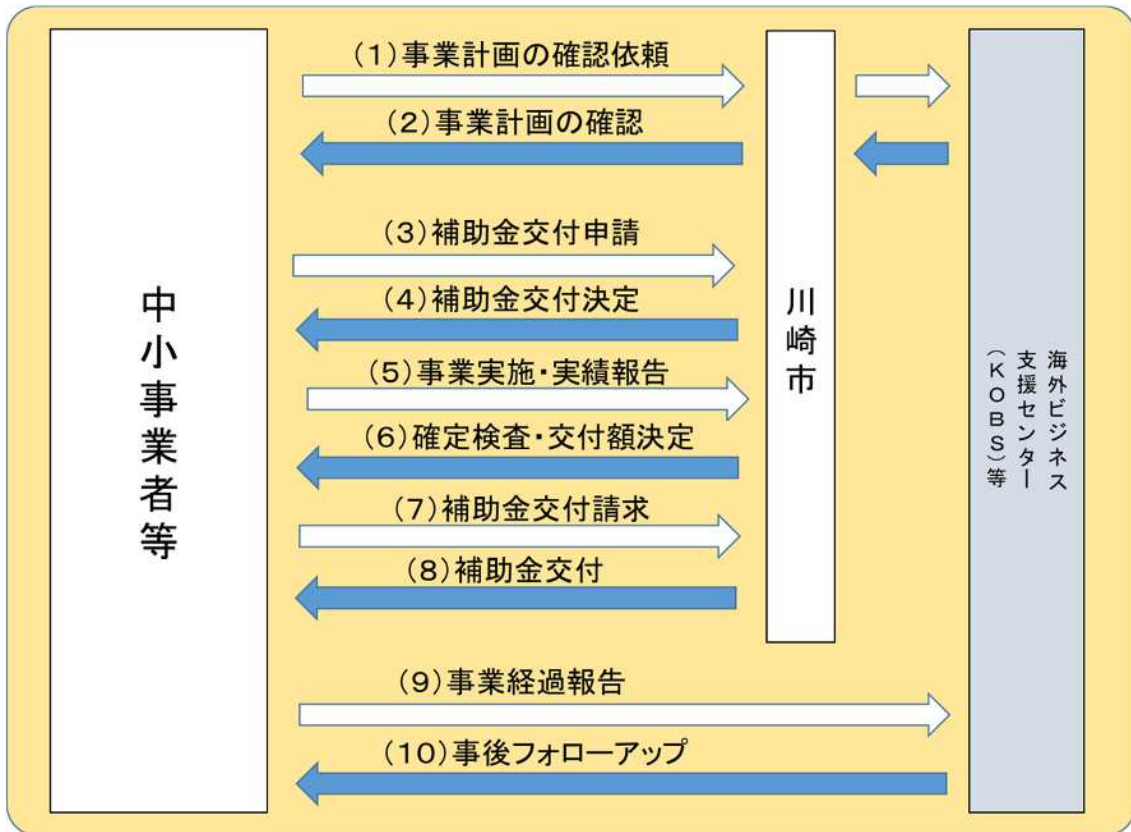 (1)事業計画の確認依頼
(2)事業計画の確認
(3)補助金交付申請
(4)補助金交付決定
(5)事業実施・実績報告
(6)確定検査・交付額決定
(7)補助金交付請求
(8)補助金交付
(9)事業経過報告
(10)事後フォローアップ
中小事業者等
川崎市
海外ビジネス
支援センター
(KOBS)等